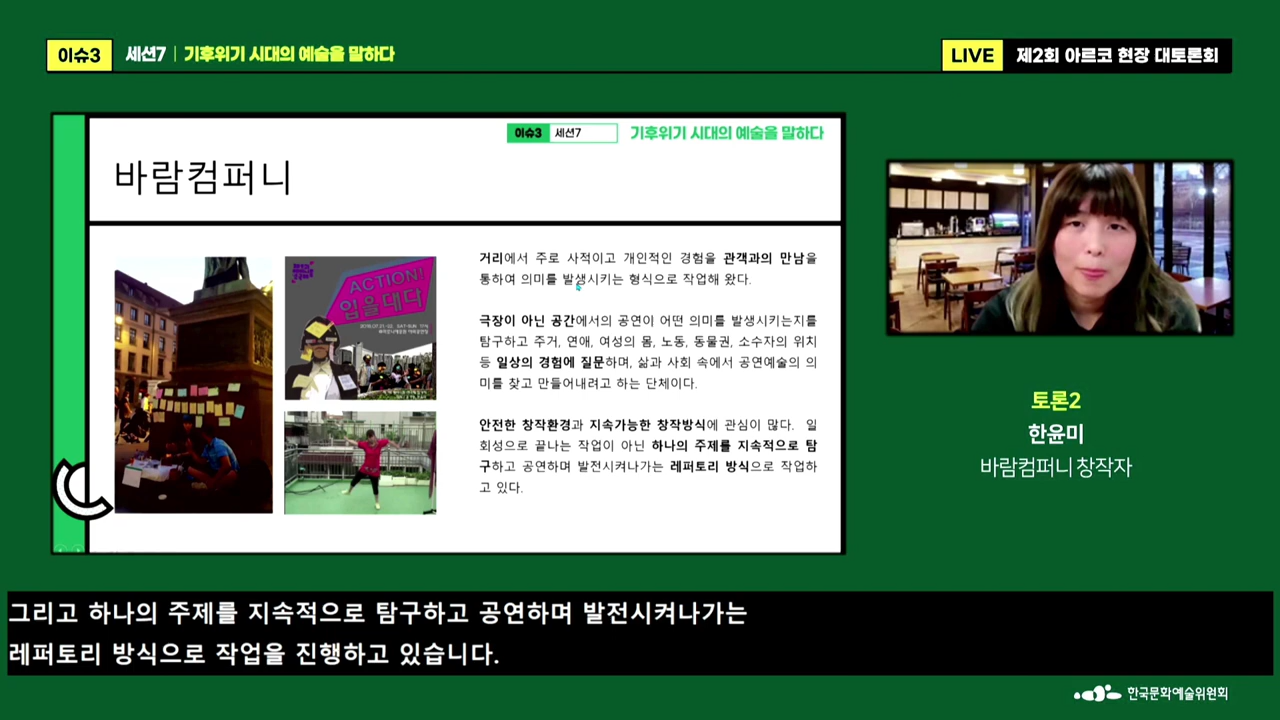 이슈3 세션7 | 기후위기 시대의 예술을 말하다
LIVE 제2회 아르코 현장 대토론회
이슈3 세션7 기후위기 시대의 예술을 말하다
바람컴퍼니
ACTION!
입을대다
거리에서 주로 사적이고 개인적인 경험을 관객과의 만남을
통하여 의미를 발생시키는 형식으로 작업해 왔다.
극장이 아닌 공간에서의 공연이 어떤 의미를 발생시키는지를
탐구하고 주거, 연애, 여성의 몸, 노동, 동물권, 소수자의 위치
등 일상의 경험에 질문하며, 삶과 사회 속에서 공연예술의 의
미를 찾고 만들어내려고 하는 단체이다.
안전한 창작환경과 지속가능한 창작방식에 관심이 많다. 일
회성으로 끝나는 작업이 아닌 하나의 주제를 지속적으로 탐
구하고 공연하며 발전시켜나가는 레퍼토리 방식으로 작업하
고 있다.
토론2
한윤미
바람컴퍼니 창작자
그리고 하나의 주제를 지속적으로 탐구하고 공연하며 발전시켜나가는
레퍼토리 방식으로 작업을 진행하고 있습니다.
한국문화예술위원회